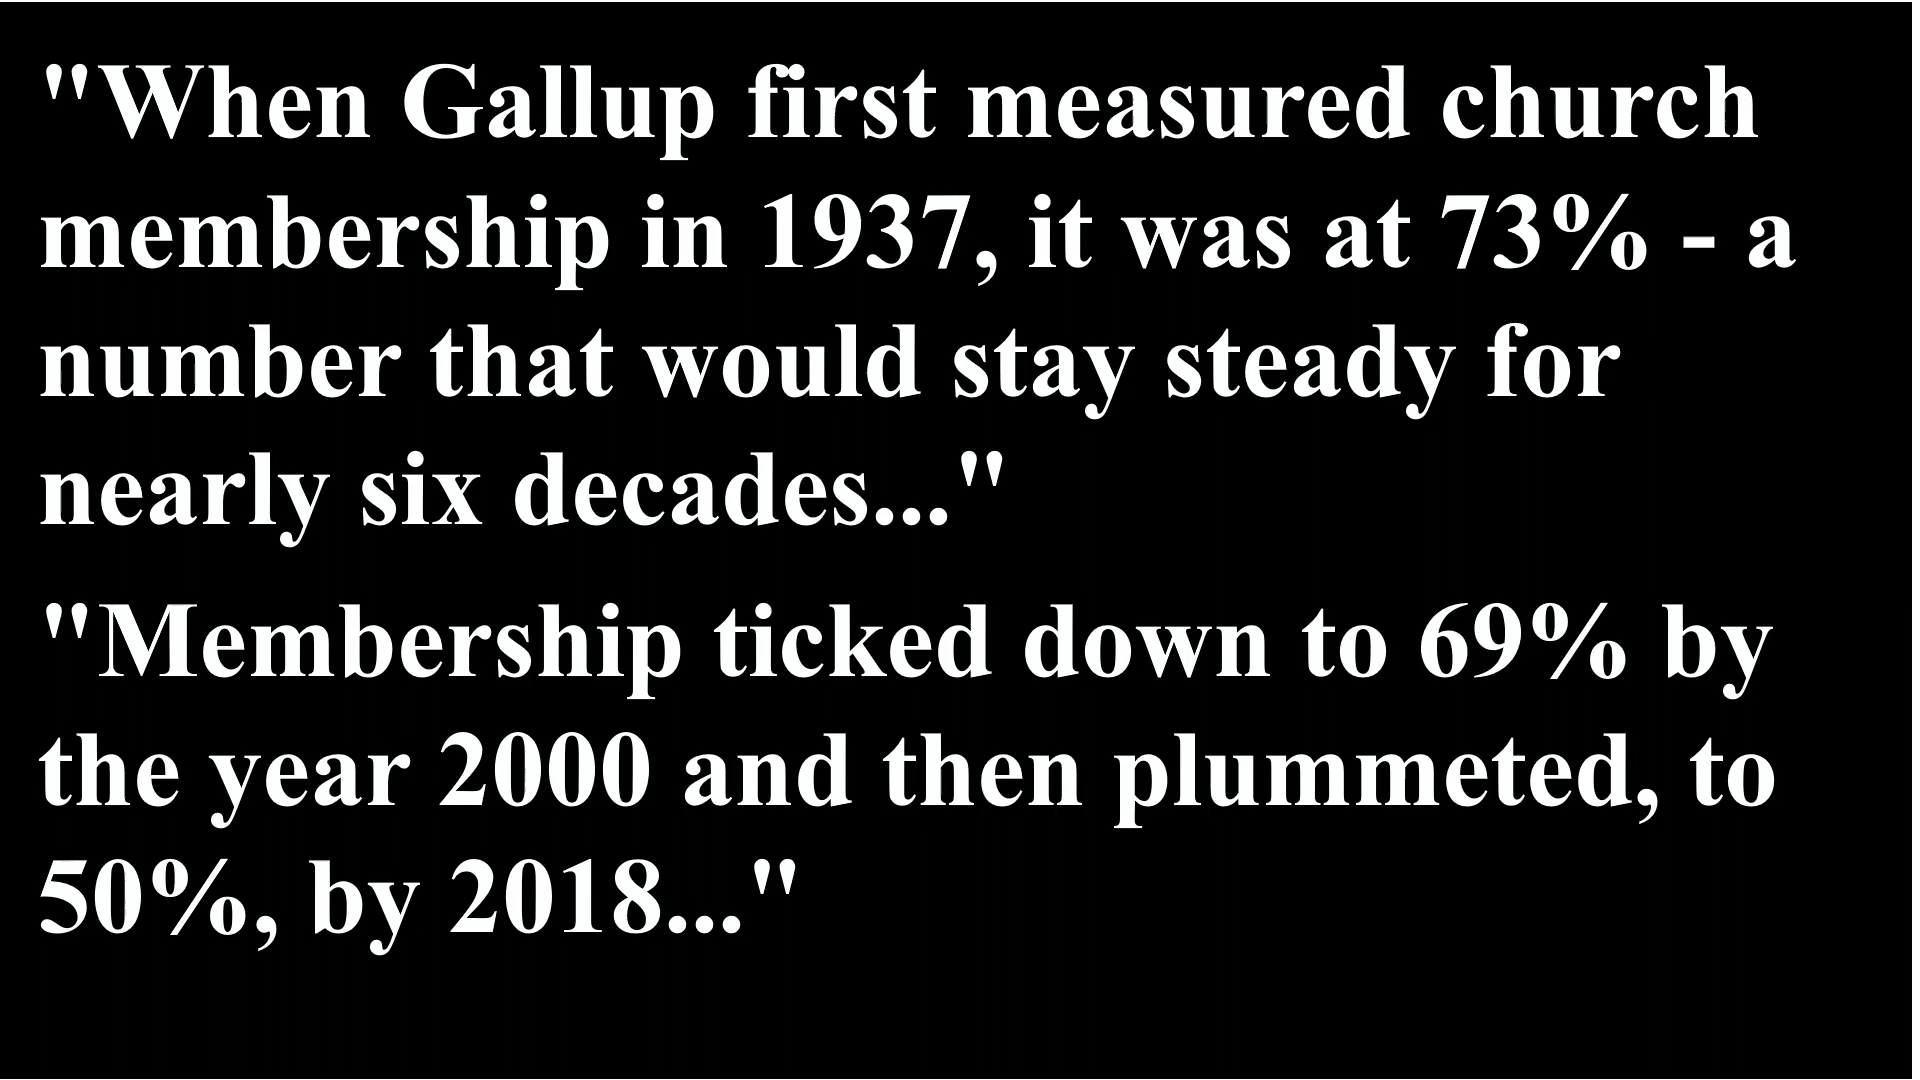 "When Gallup first measured church
membership in 1937, it was at 73% - a
number that would stay steady for
nearly six decades..."
"Membership ticked down to 69% by
the year 2000 and then plummeted, to
50%, by 2018..."